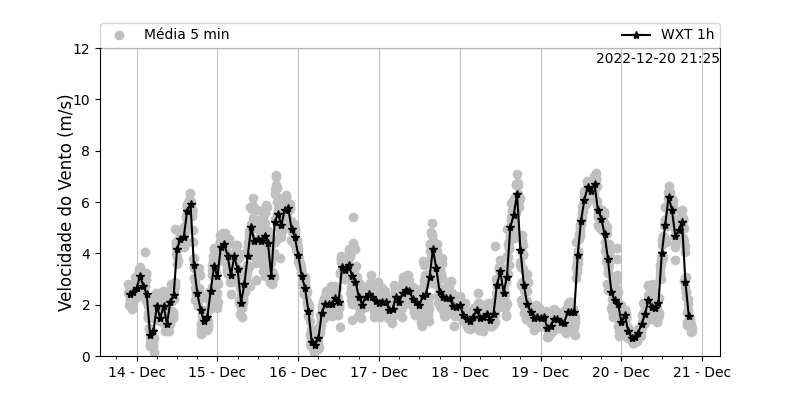 Média 5 min
WXT 1h
2022-12-20 21:25
Velocidade do Vento (m/s)
12
10
8
6
4
2
0
14 - Dec 15 - Dec 16 - Dec 17 - Dec 18 - Dec 19 - Dec 20 - Dec 21 - Dec